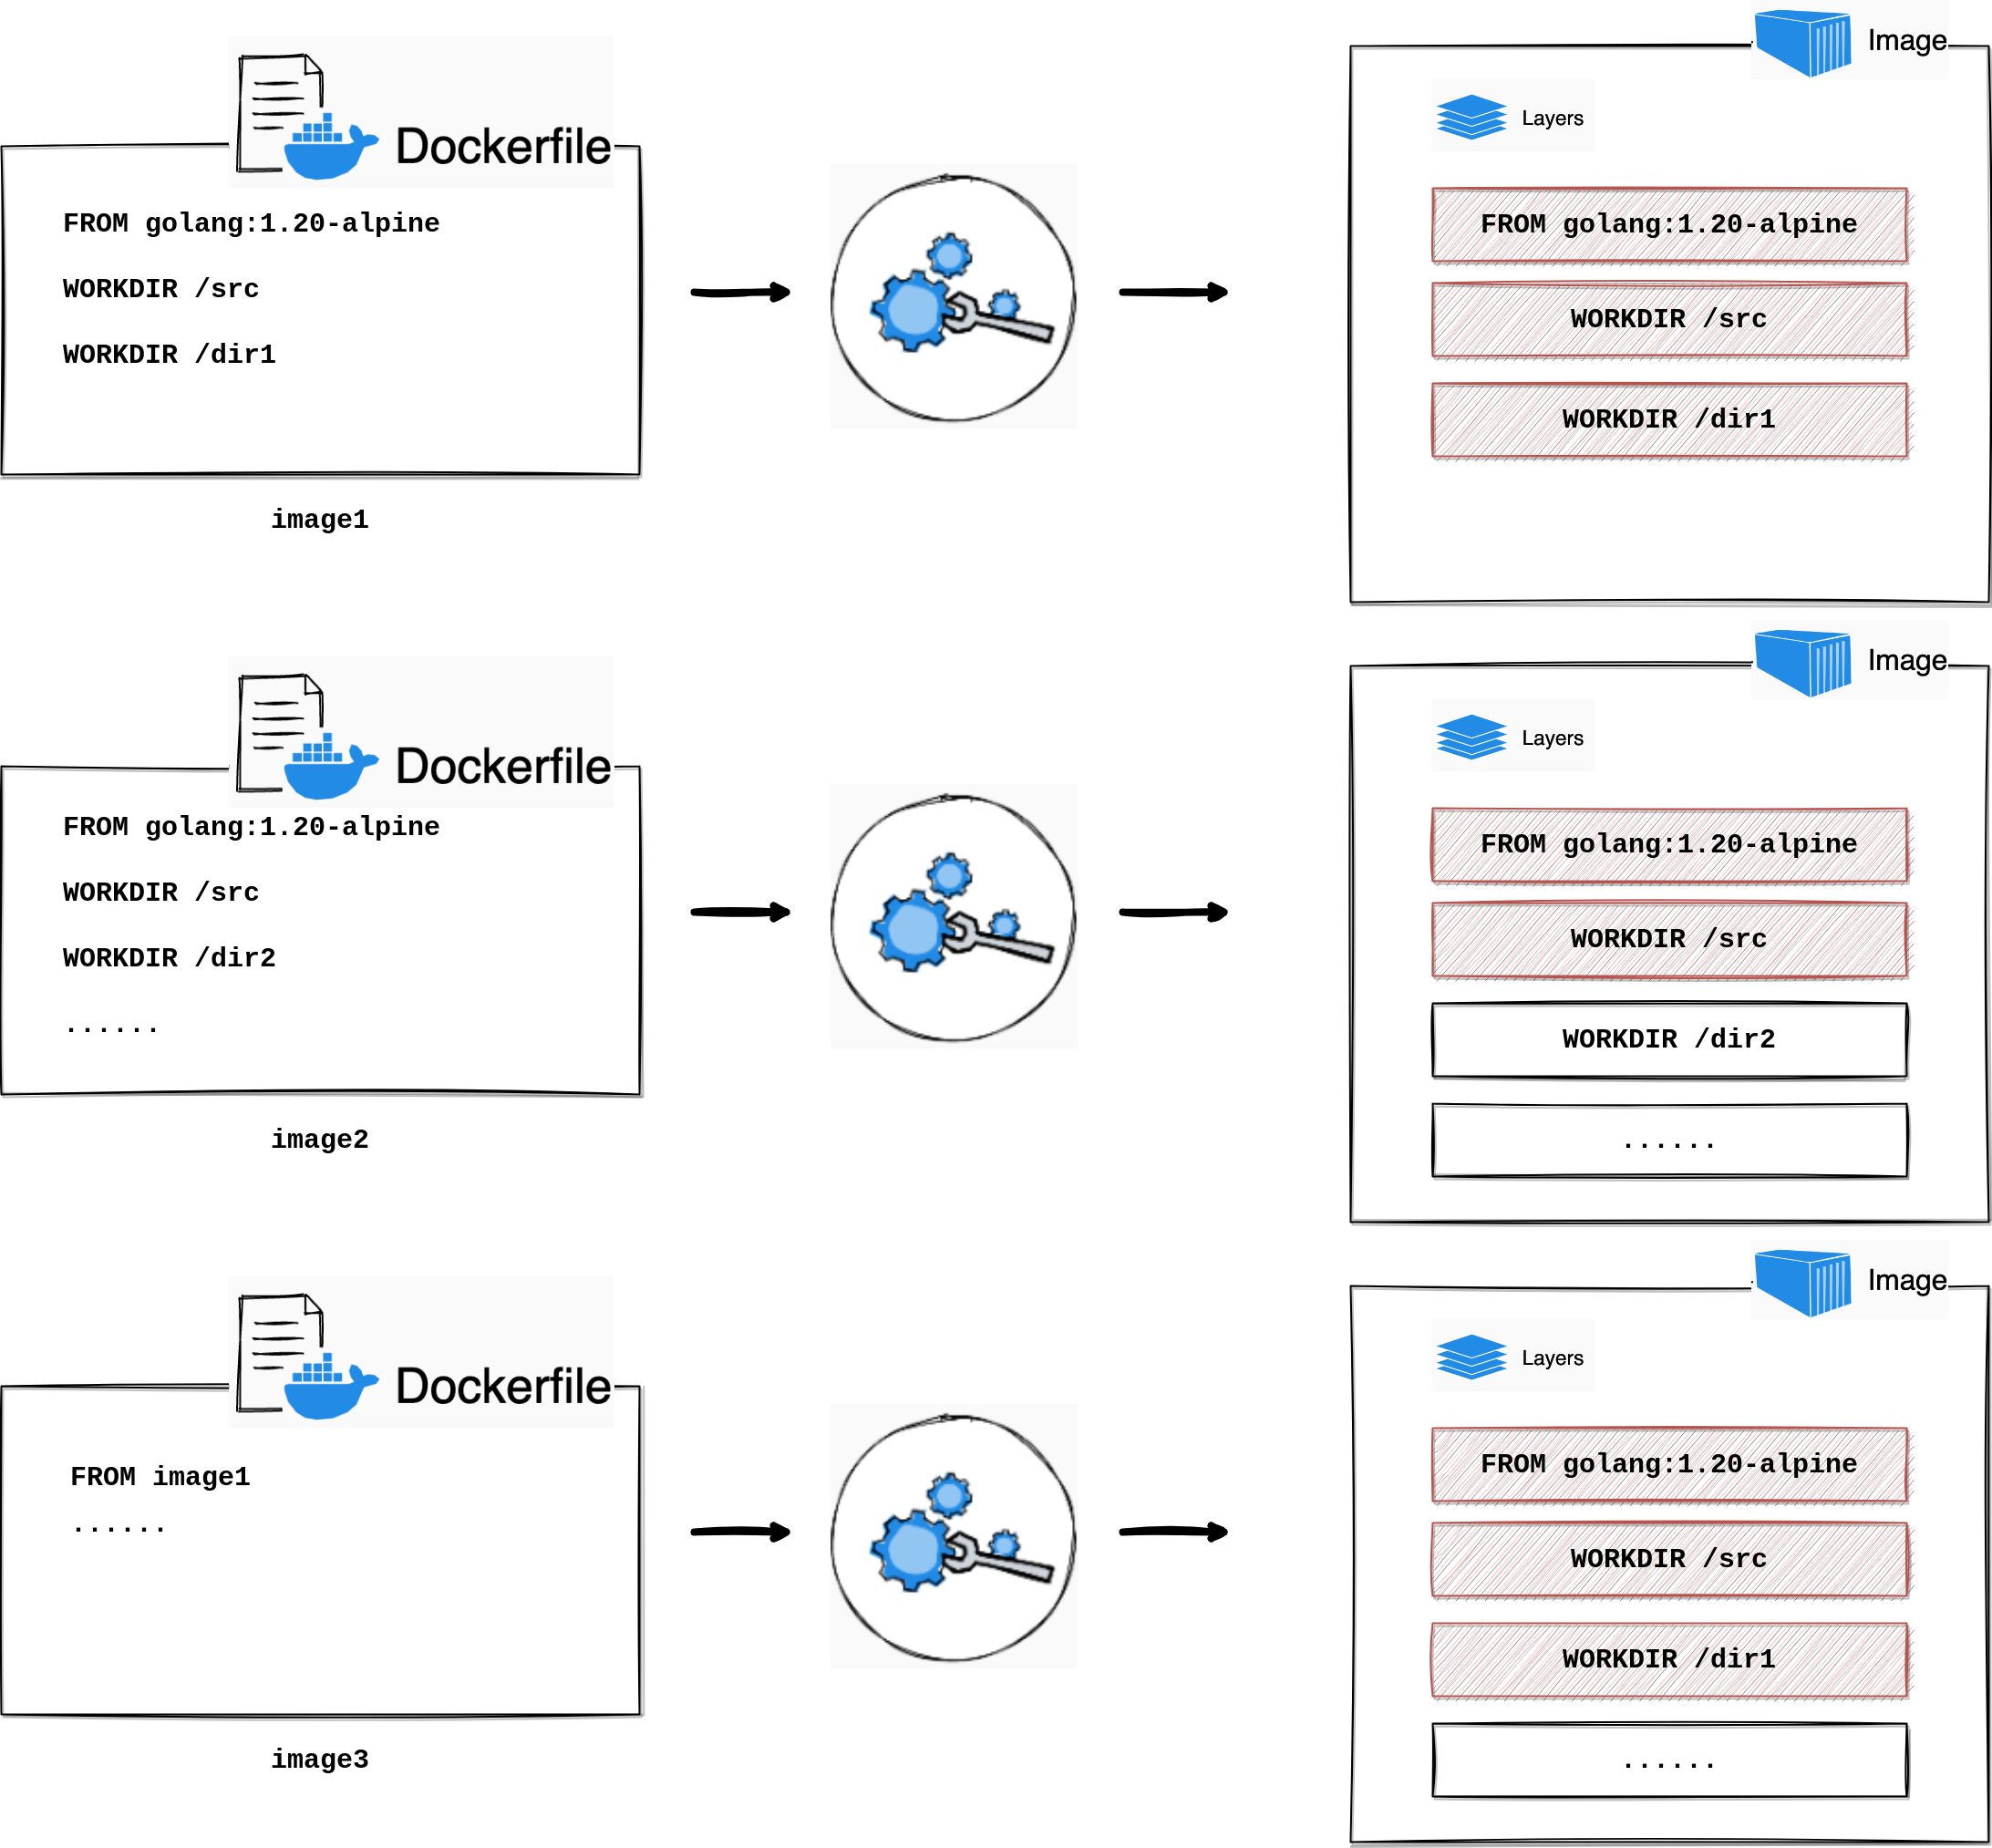 Dockerfile
FROM golang:1.20-alpine
WORKDIR /src
WORKDIR /dir1
image1
Image
Layers
FROM golang:1.20-alpine
WORKDIR /src
WORKDIR /dir1
Dockerfile
FROM golang:1.20-alpine
WORKDIR /src
WORKDIR /dir2
......
image2
Image
Layers
FROM golang:1.20-alpine
WORKDIR /src
WORKDIR /dir2
......
Dockerfile
FROM image1
......
image3
Image
Layers
FROM golang:1.20-alpine
WORKDIR /src
WORKDIR /dir1
......